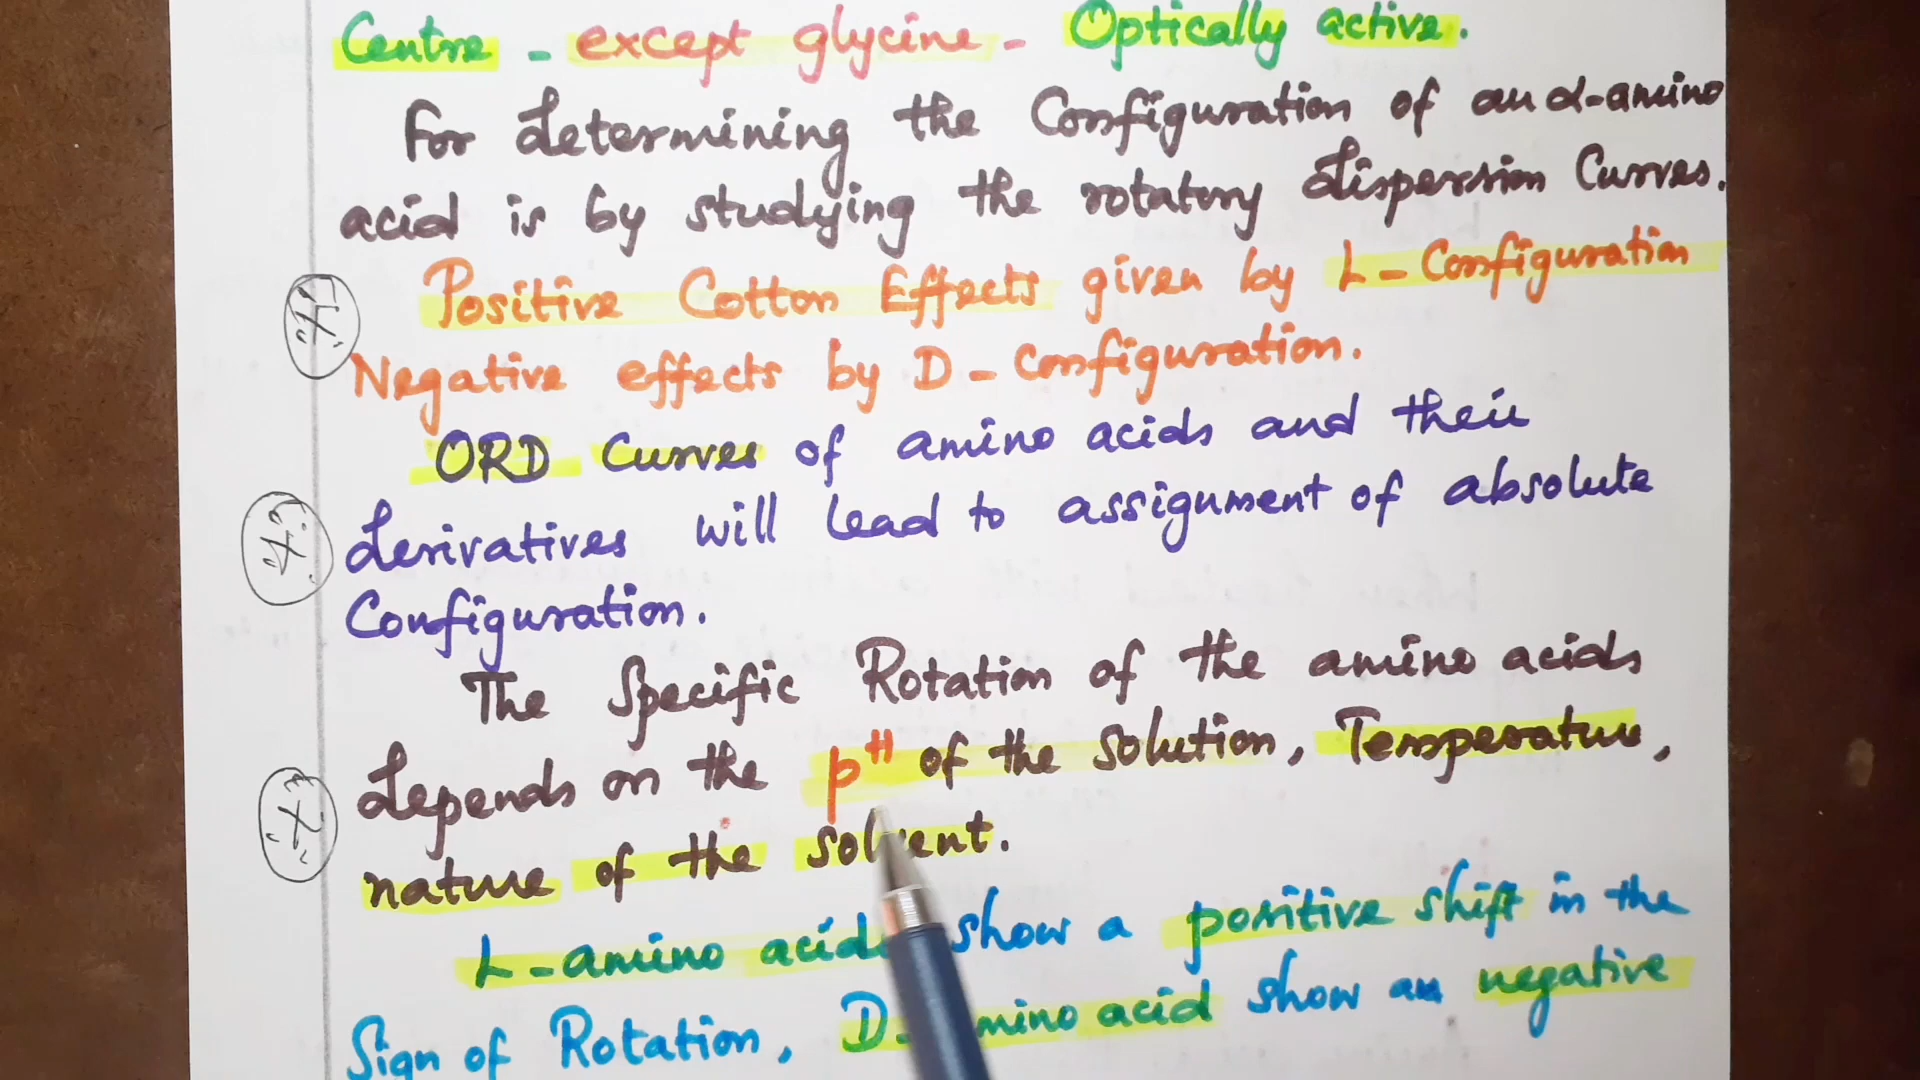 Centre - except glycine - Optically active.
For determining the Configuration of an α-amino
acid is by studying the rotatory dispersion Curves.
Positive Cotton Effects given by L-Configuration
Negative effects by D-Configuration.
ORD Curves of amino acids and their
derivatives will lead to assignment of absolute
Configuration.
The Specific Rotation of the amino acids
depends on the pH of the solution, Temperature,
nature of the solvent.
L-amino acids show a positive shift in the
Sign of Rotation, D-amino acid show an negative